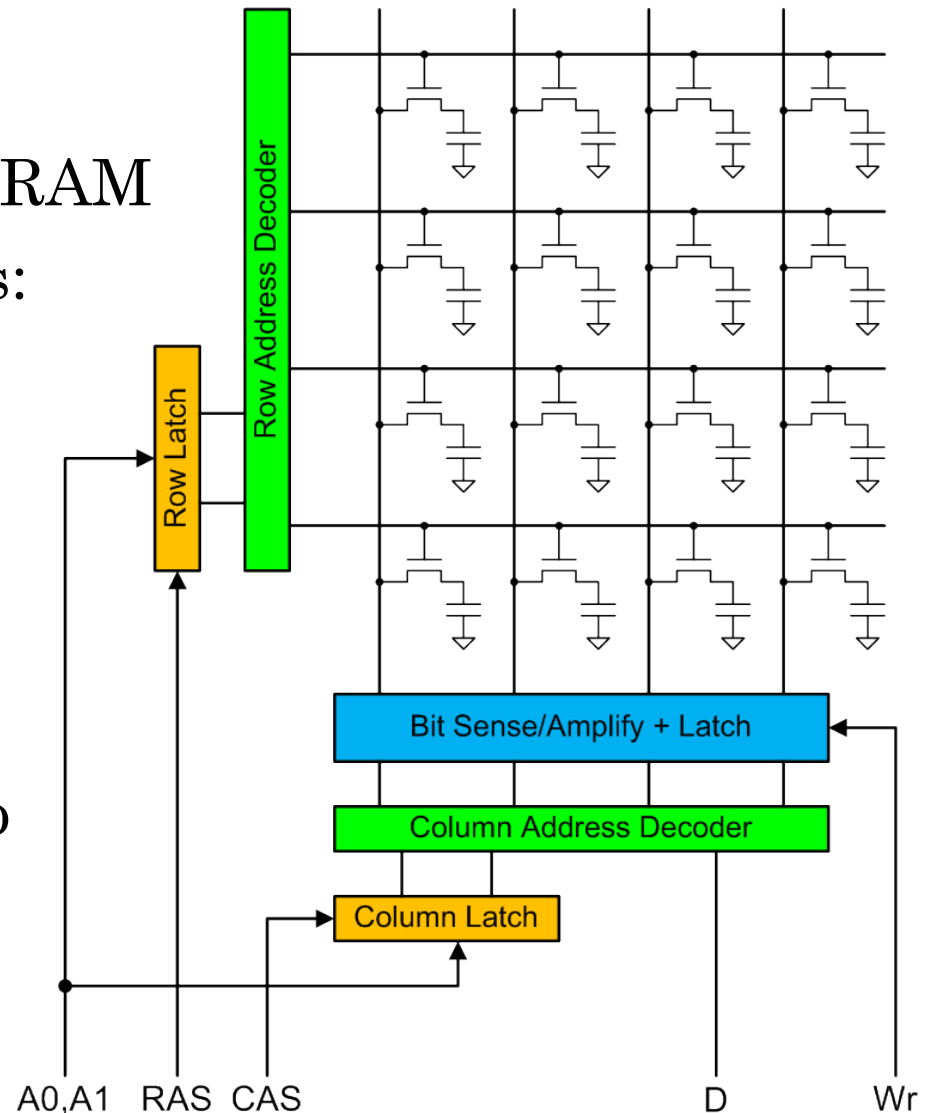 RAM
s:
Row Address Decoder
Row Latch
Bit Sense/Amplify + Latch
Column Address Decoder
Column Latch
A0,A1 RAS CAS D Wr